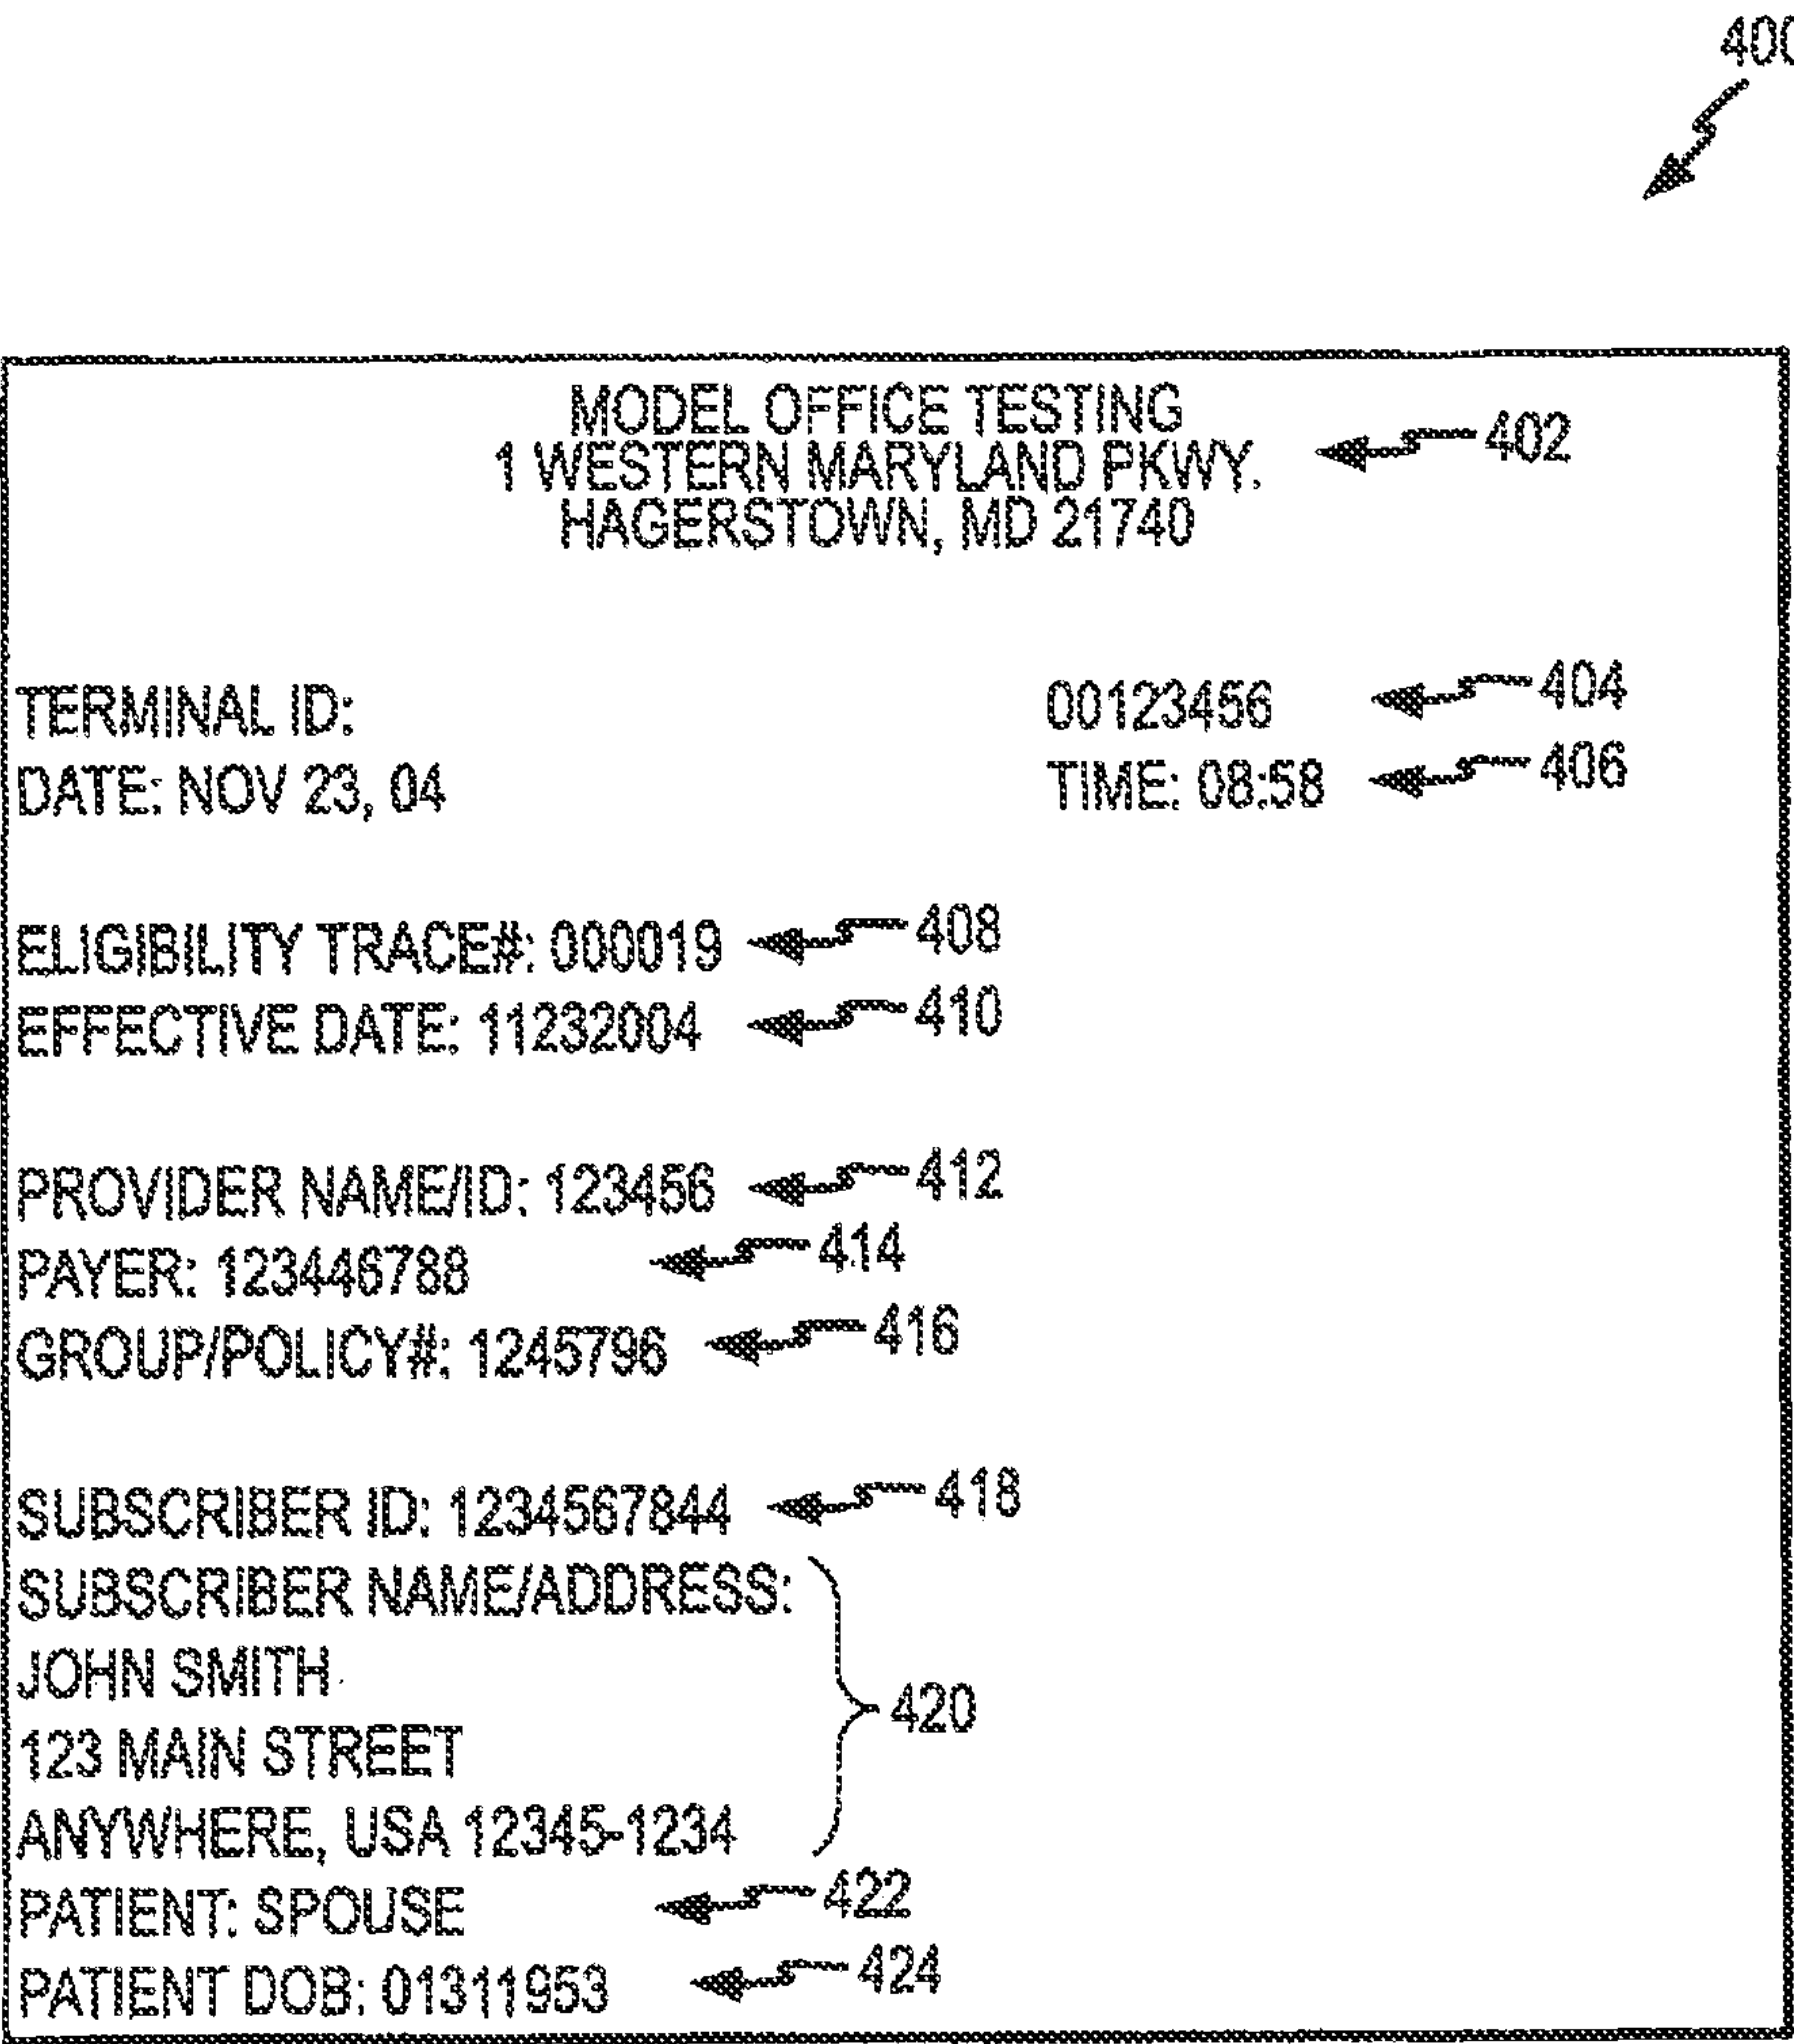 400
MODEL OFFICE TESTING
1 WESTERN MARYLAND PKWY. 402
HAGERSTOWN, MD 21740
TERMINAL ID: 00123456 404
DATE: NOV 23, 04 TIME: 08:58 406
ELIGIBILITY TRACE#: 000019 408
EFFECTIVE DATE: 11232004 410
PROVIDER NAME/ID: 123456 412
PAYER: 123446788 414
GROUP/POLICY#: 1245796 416
SUBSCRIBER ID: 1234567844 418
SUBSCRIBER NAME/ADDRESS:
JOHN SMITH
420
123 MAIN STREET
ANYWHERE, USA 12345-1234
PATIENT: SPOUSE 422
PATIENT DOB: 01311953 424